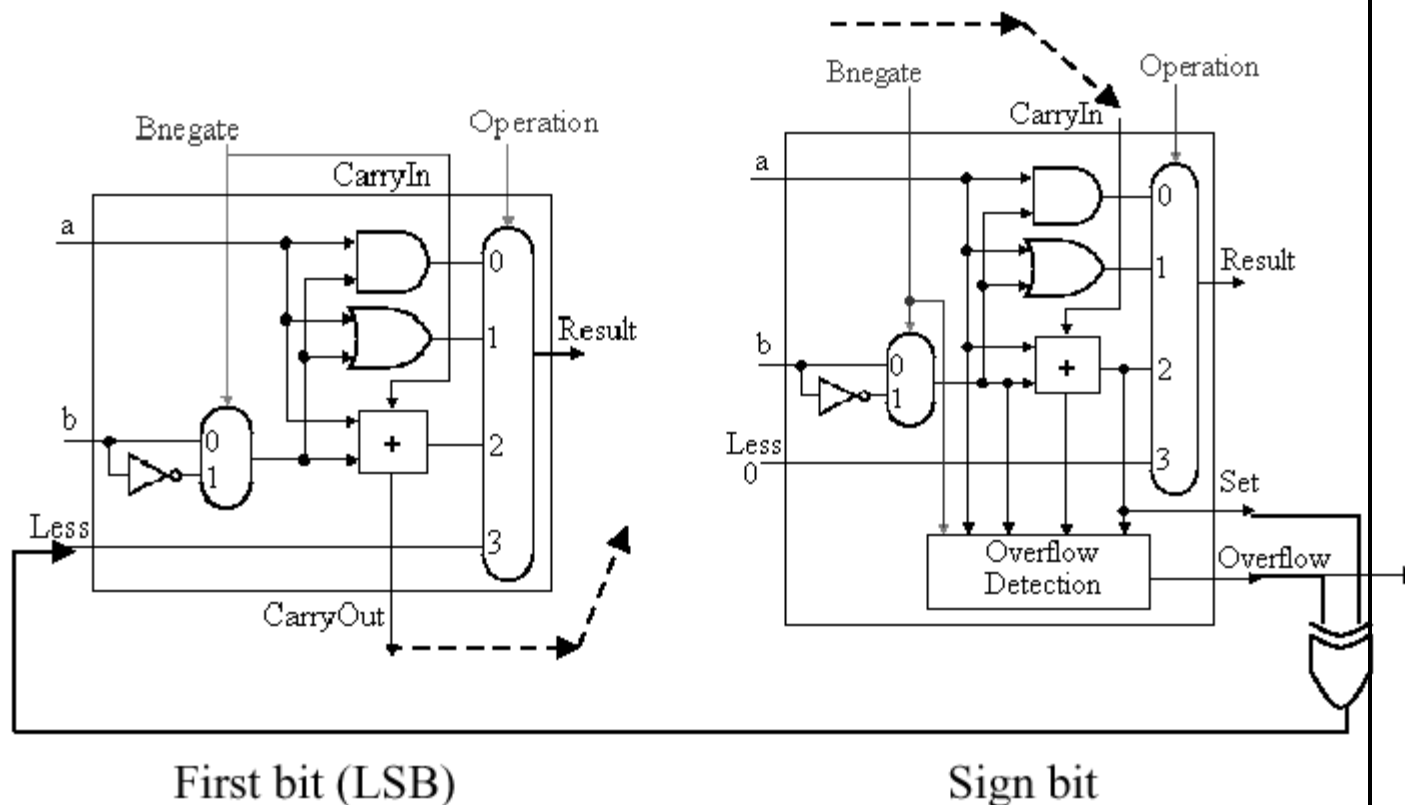 Bnegate
Operation
CarryIn
a
0
1
Result
b
0
1
+
2
Less
3
CarryOut
First bit (LSB)
Bnegate
Operation
CarryIn
a
0
1
Result
b
0
1
+
2
Less
0
3
Set
Overflow
Detection
Overflow
Sign bit